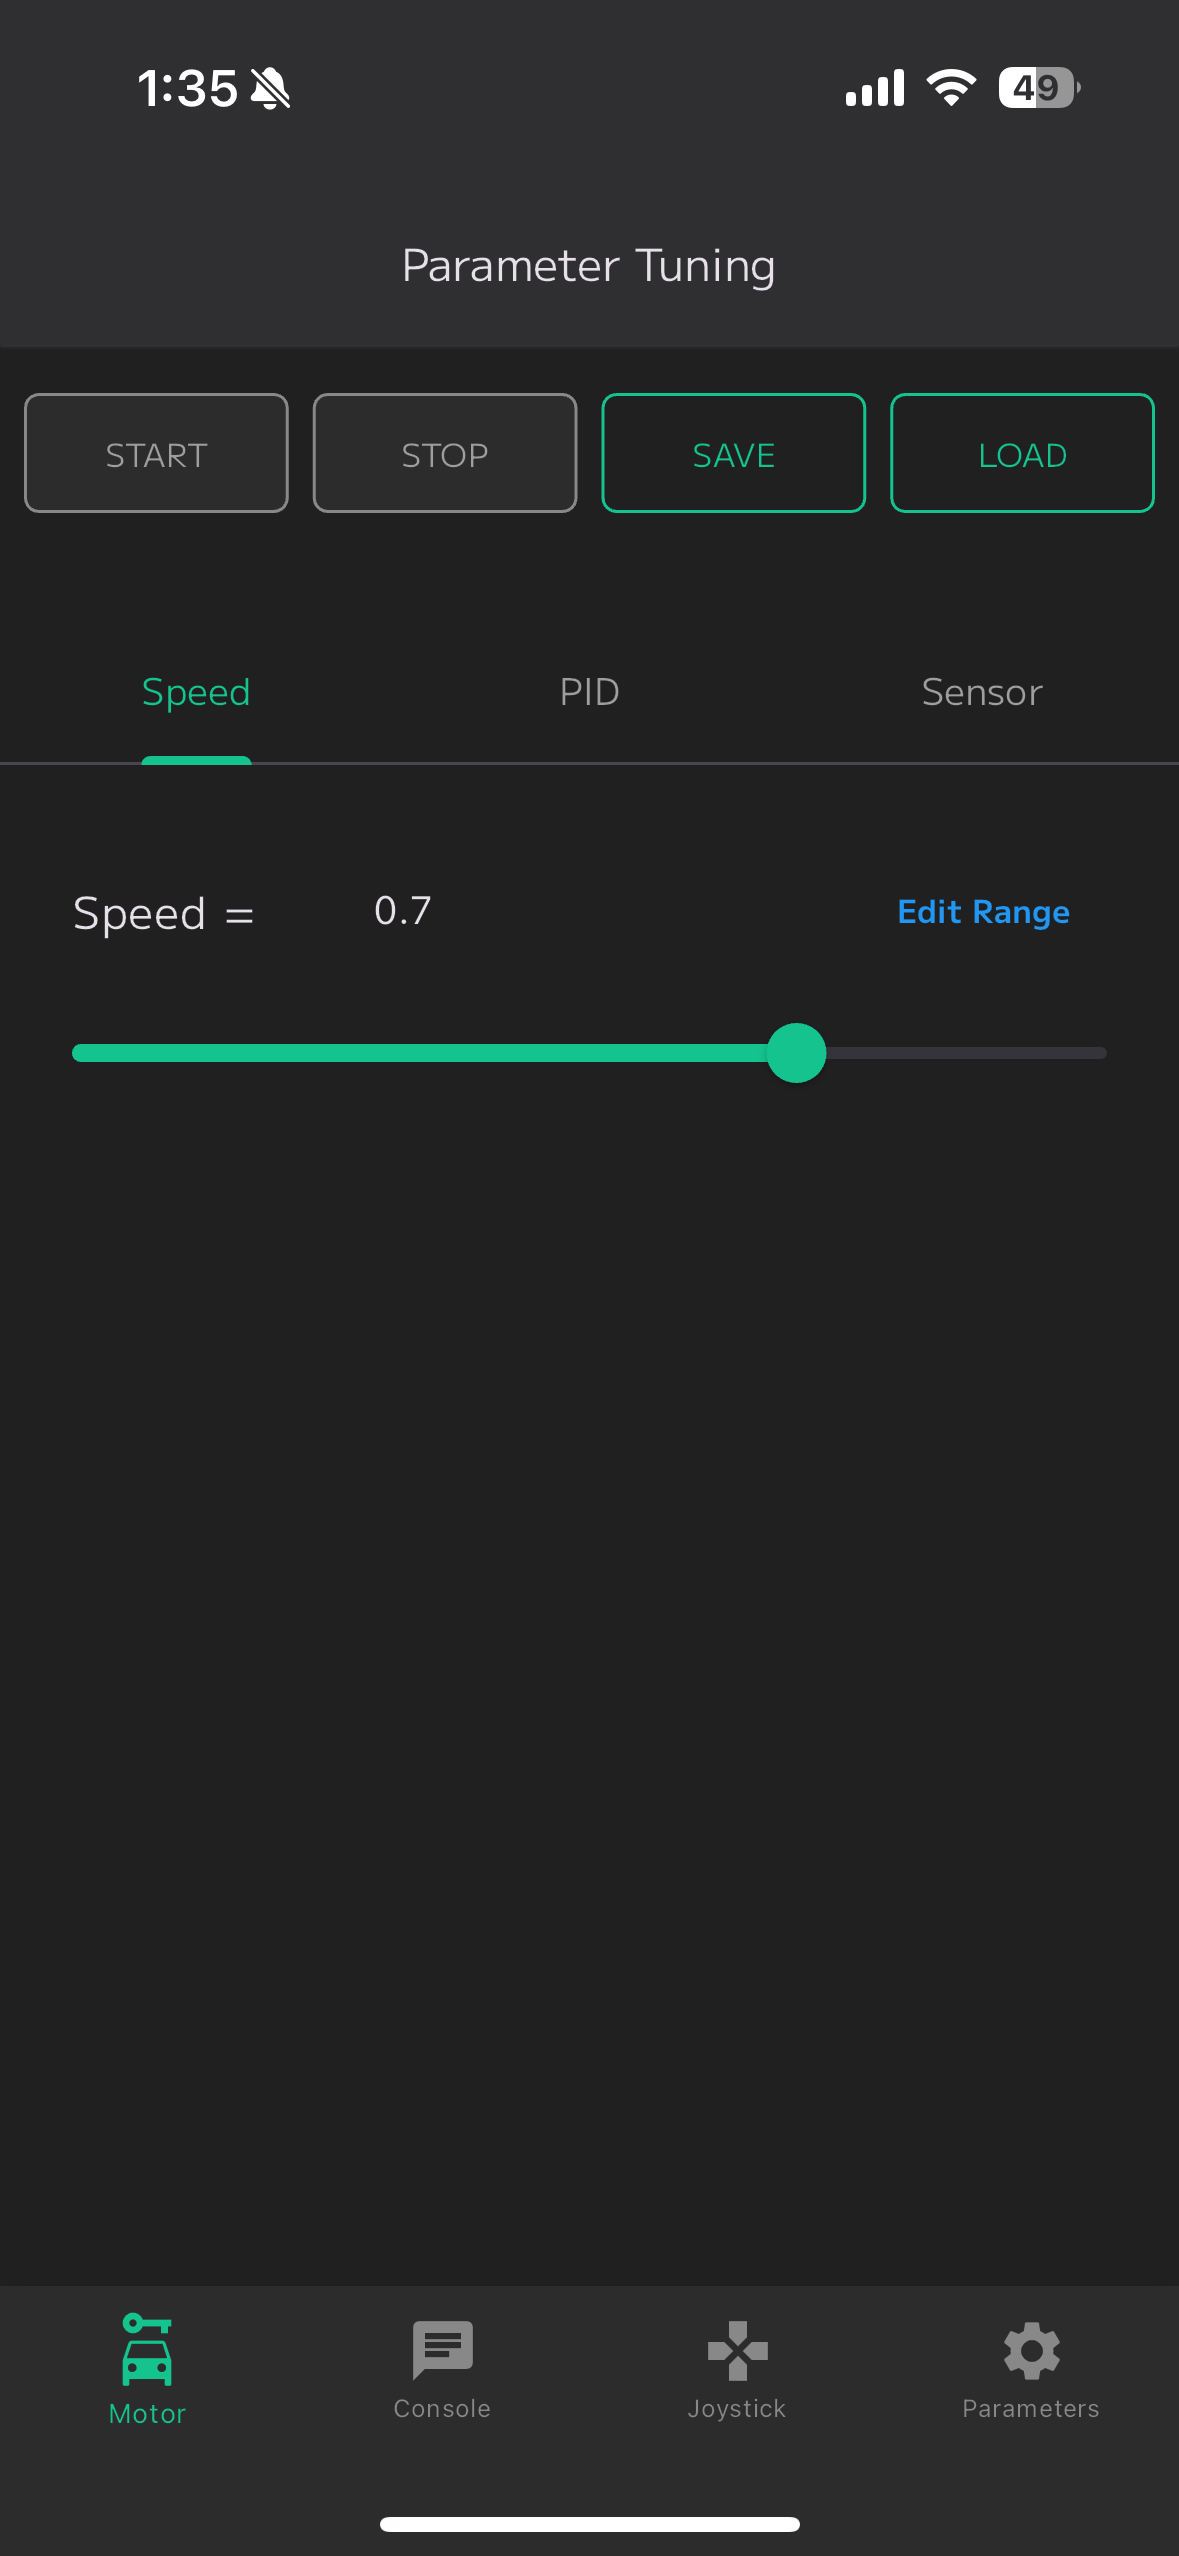 1:35
49
Parameter Tuning
START STOP SAVE LOAD
Speed PID Sensor
Speed = 0.7 Edit Range
Motor Console Joystick Parameters